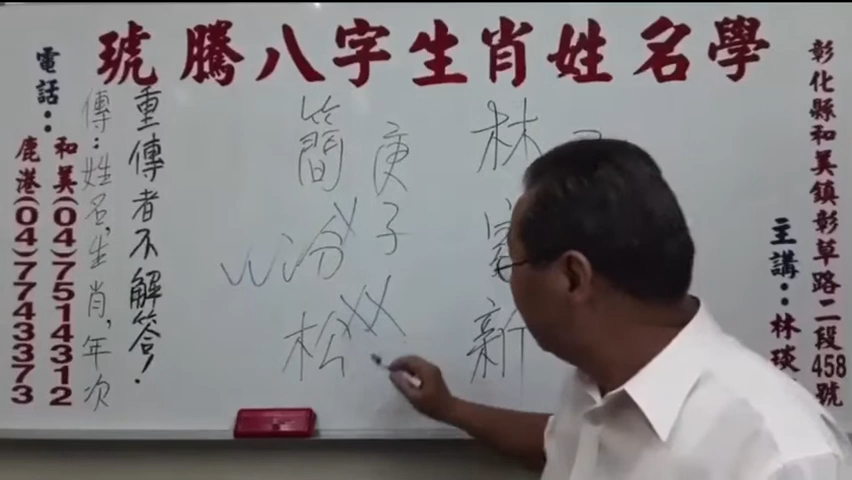 琥騰八字生肖姓名學
彰化縣和美鎮彰草路二段458號
主講：林琰
林
新
庚子
簡汾松
重傳者不解答！
傳：姓名，生肖，年次
電話：
和美(04)7514312
鹿港(04)7743373